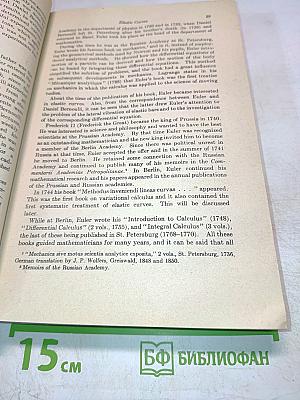 Elastic Curves
Academy in the department of physics in 1730 and in 1733, when Daniel
Bernoulli left St. Petersburg
returned to Basel, Euler took his place as the head of the department of
mathematics.
During the time he was at the Russian Academy at St. Petersburg,
Euler wrote his famous book on mechanics,³ and in it, instead of employ-
ing the geometrical methods used by Newton and his pupils, Euler intro-
duced analytical methods. He showed how the differential equations of
motion of a particle can be derived and how the motion of the body
can be found by integrating these differential equations. This method
simplified the solution of problems, and the book had a great influence
on subsequent developments in mechanics. Lagrange states in his
"Mécanique analytique" (1788) that Euler's book was the first treatise
on mechanics in which the calculus was applied to the science of moving
bodies.
About the time of the publication of his book, Euler became interested
in elastic curves. Also, from the correspondence between Euler and
Daniel Bernoulli, it can be seen that the latter drew Euler's attention to
the problem of the lateral vibration of elastic bars and to the investigation
of the corresponding differential equation.
Frederick II (Frederick the Great) became the king of Prussia in 1740.
He was interested in science and philosophy and wanted to have the best
scientists at the Prussian Academy. By that time Euler was recognized
as an outstanding mathematician and the new king invited him to become
a member of the Berlin Academy. Since there was political unrest in
Russia at that time, Euler accepted the offer and in the summer of 1741
he moved to Berlin. He retained some connection with the Russian
Academy and continued to publish many of his memoirs in the Com-
mentarii Academiae Petropolitanae.⁴ In Berlin, Euler continued his
mathematical research and his papers appeared in the annual publications
of the Prussian and Russian academies.
In 1744 his book "Methodus inveniendi lineas curvas . . . " appeared.
This was the first book on variational calculus and it also contained the
first systematic treatment of elastic curves. This will be discussed
later.
While at Berlin, Euler wrote his "Introduction to Calculus" (1748),
"Differential Calculus" (2 vols., 1755), and "Integral Calculus" (3 vols.),
the last of these being published in St. Petersburg (1768–1770). All these
books guided mathematicians for many years, and it can be said that all
³ "Mechanica sive motus scientia analytice exposita," 2 vols., St. Petersburg, 1736,
German translation by J. P. Wolfers, Greiswald, 1848 and 1850.
⁴ Memoirs of the Russian Academy.
15 см
БФ БИБЛИОФАН